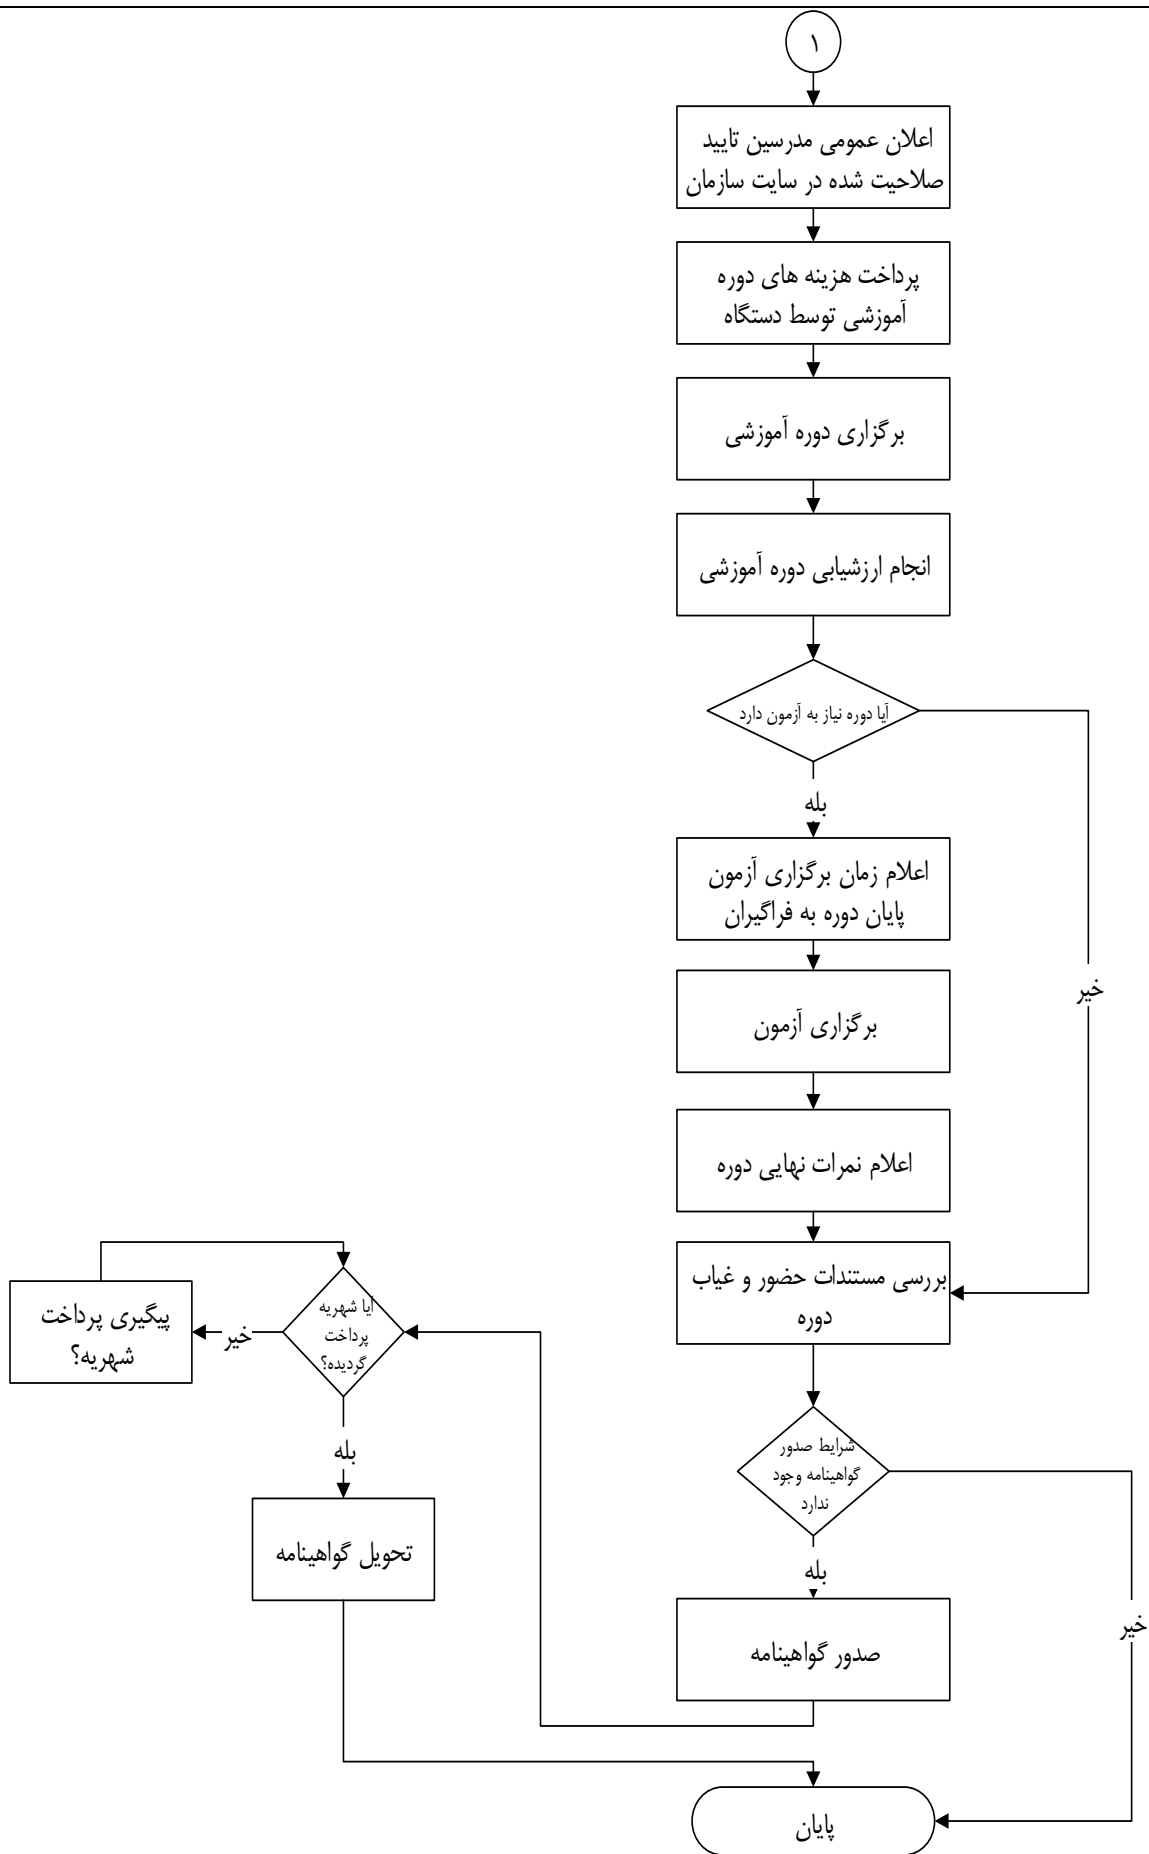 ۱
اعلان عمومی مدرسین تایید
صلاحیت شده در سایت سازمان
پرداخت هزینه های دوره
آموزشی توسط دستگاه
برگزاری دوره آموزشی
انجام ارزشیابی دوره آموزشی
آیا دوره نیاز به آزمون دارد
بله
اعلام زمان برگزاری آزمون
پایان دوره به فراگیران
خیر
برگزاری آزمون
اعلام نمرات نهایی دوره
بررسی مستندات حضور و غیاب
دوره
شرایط صدور
گواهینامه وجود
ندارد
بله
خیر
صدور گواهینامه
آیا شهریه
پرداخت
گردیده؟
خیر
پیگیری پرداخت
شهریه؟
بله
تحویل گواهینامه
پایان